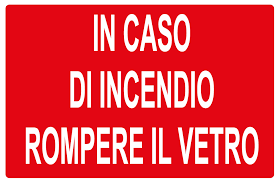 IN CASO
DI INCENDIO
ROMPERE IL VETRO